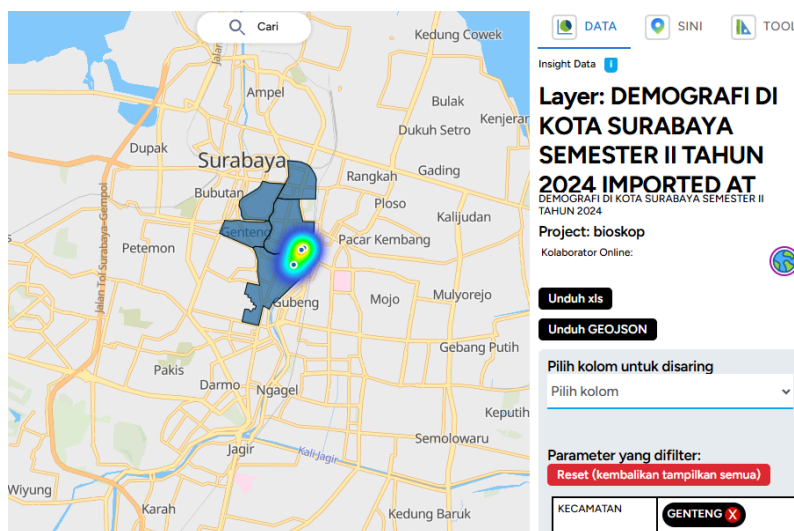 Cari
Kedung Cowek
Jalan
Ampel
Bulak
Kenjeran
Dukuh Setro
Dupak
Surabaya
Gading
Rangkah
Bubutan
Ploso
Kalijudan
Genteng
Petemon
Pacar Kembang
Jalan Tol Surabaya-Gempol
Gubeng
Mojo
Mulyorejo
Gebang Putih
Pakis
Darmo
Ngagel
Keputih
Semolowaru
Jagir
Kali Jagir
Wiyung
Karah
Kedung Baruk
DATA
SINI
TOOL
Insight Data i
Layer: DEMOGRAFI DI
KOTA SURABAYA
SEMESTER II TAHUN
2024 IMPORTED AT
DEMOGRAFI DI KOTA SURABAYA SEMESTER II
TAHUN 2024
Project: bioskop
Kolaborator Online:
Unduh xls
Unduh GEOJSON
Pilih kolom untuk disaring
Pilih kolom
Parameter yang difilter:
Reset (kembalikan tampilkan semua)
KECAMATAN
GENTENG X